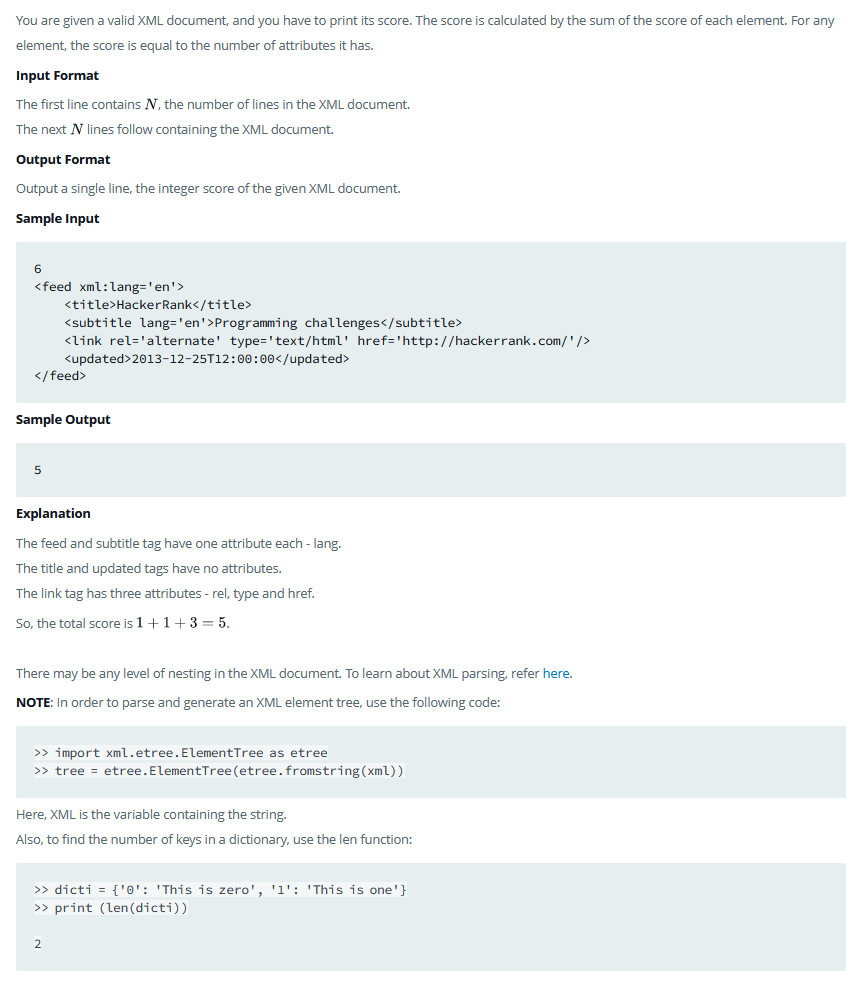 You are given a valid XML document, and you have to print its score. The score is calculated by the sum of the score of each element. For any
element, the score is equal to the number of attributes it has.
Input Format
The first line contains N, the number of lines in the XML document.
The next N lines follow containing the XML document.
Output Format
Output a single line, the integer score of the given XML document.
Sample Input
6
<feed xml:lang='en'>
    <title>HackerRank</title>
    <subtitle lang='en'>Programming challenges</subtitle>
    <link rel='alternate' type='text/html' href='http://hackerrank.com/'/>
    <updated>2013-12-25T12:00:00</updated>
</feed>
Sample Output
5
Explanation
The feed and subtitle tag have one attribute each - lang.
The title and updated tags have no attributes.
The link tag has three attributes - rel, type and href.
So, the total score is 1 + 1 + 3 = 5.
There may be any level of nesting in the XML document. To learn about XML parsing, refer here.
NOTE: In order to parse and generate an XML element tree, use the following code:
>> import xml.etree.ElementTree as etree
>> tree = etree.ElementTree(etree.fromstring(xml))
Here, XML is the variable containing the string.
Also, to find the number of keys in a dictionary, use the len function:
>> dicti = {'0': 'This is zero', '1': 'This is one'}
>> print (len(dicti))
2